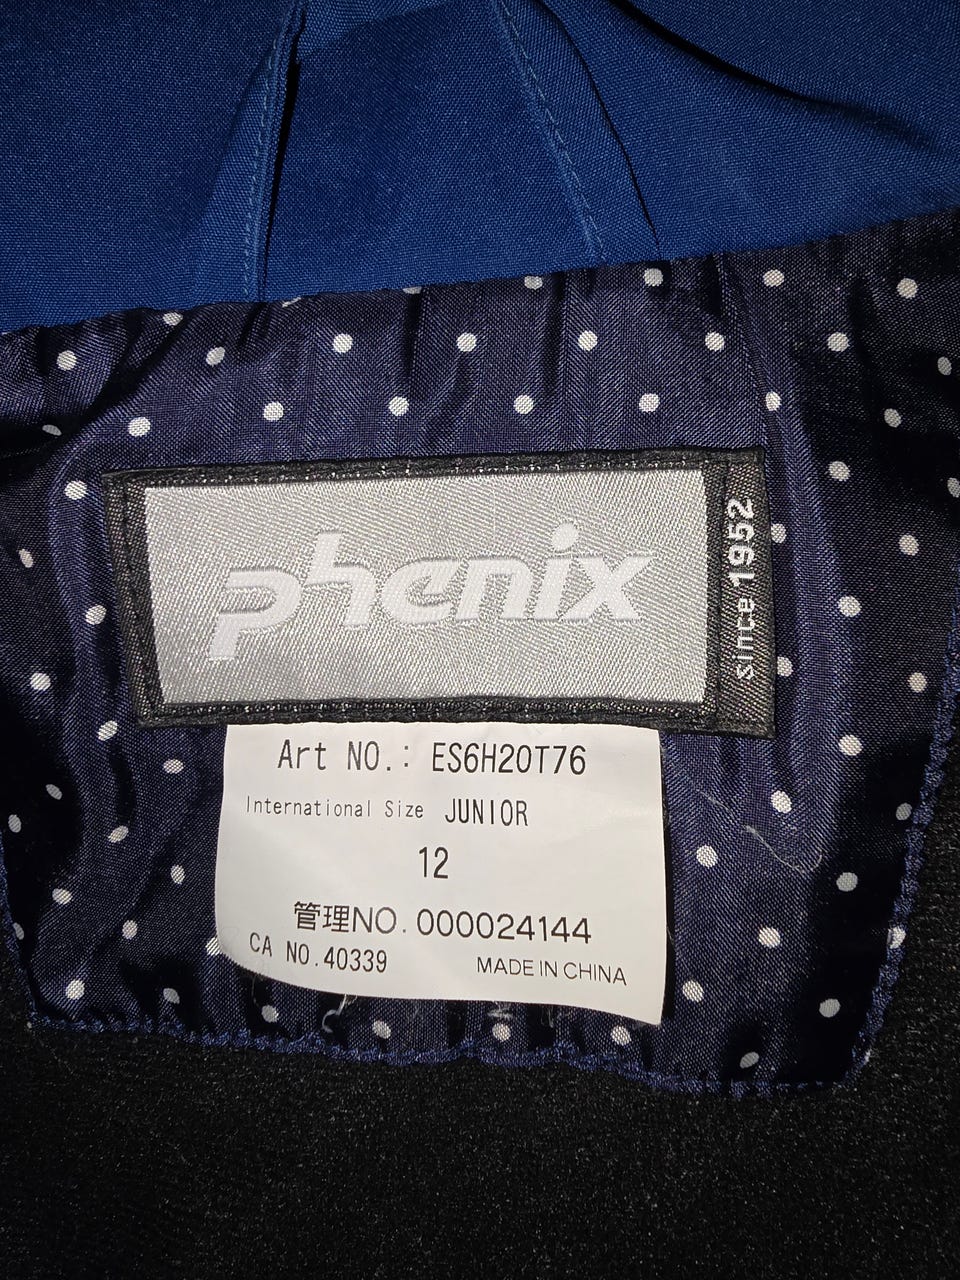 phenix
since 1952
Art NO.: ES6H20T76
International Size JUNIOR
12
管理NO.000024144
CA NO.40339
MADE IN CHINA